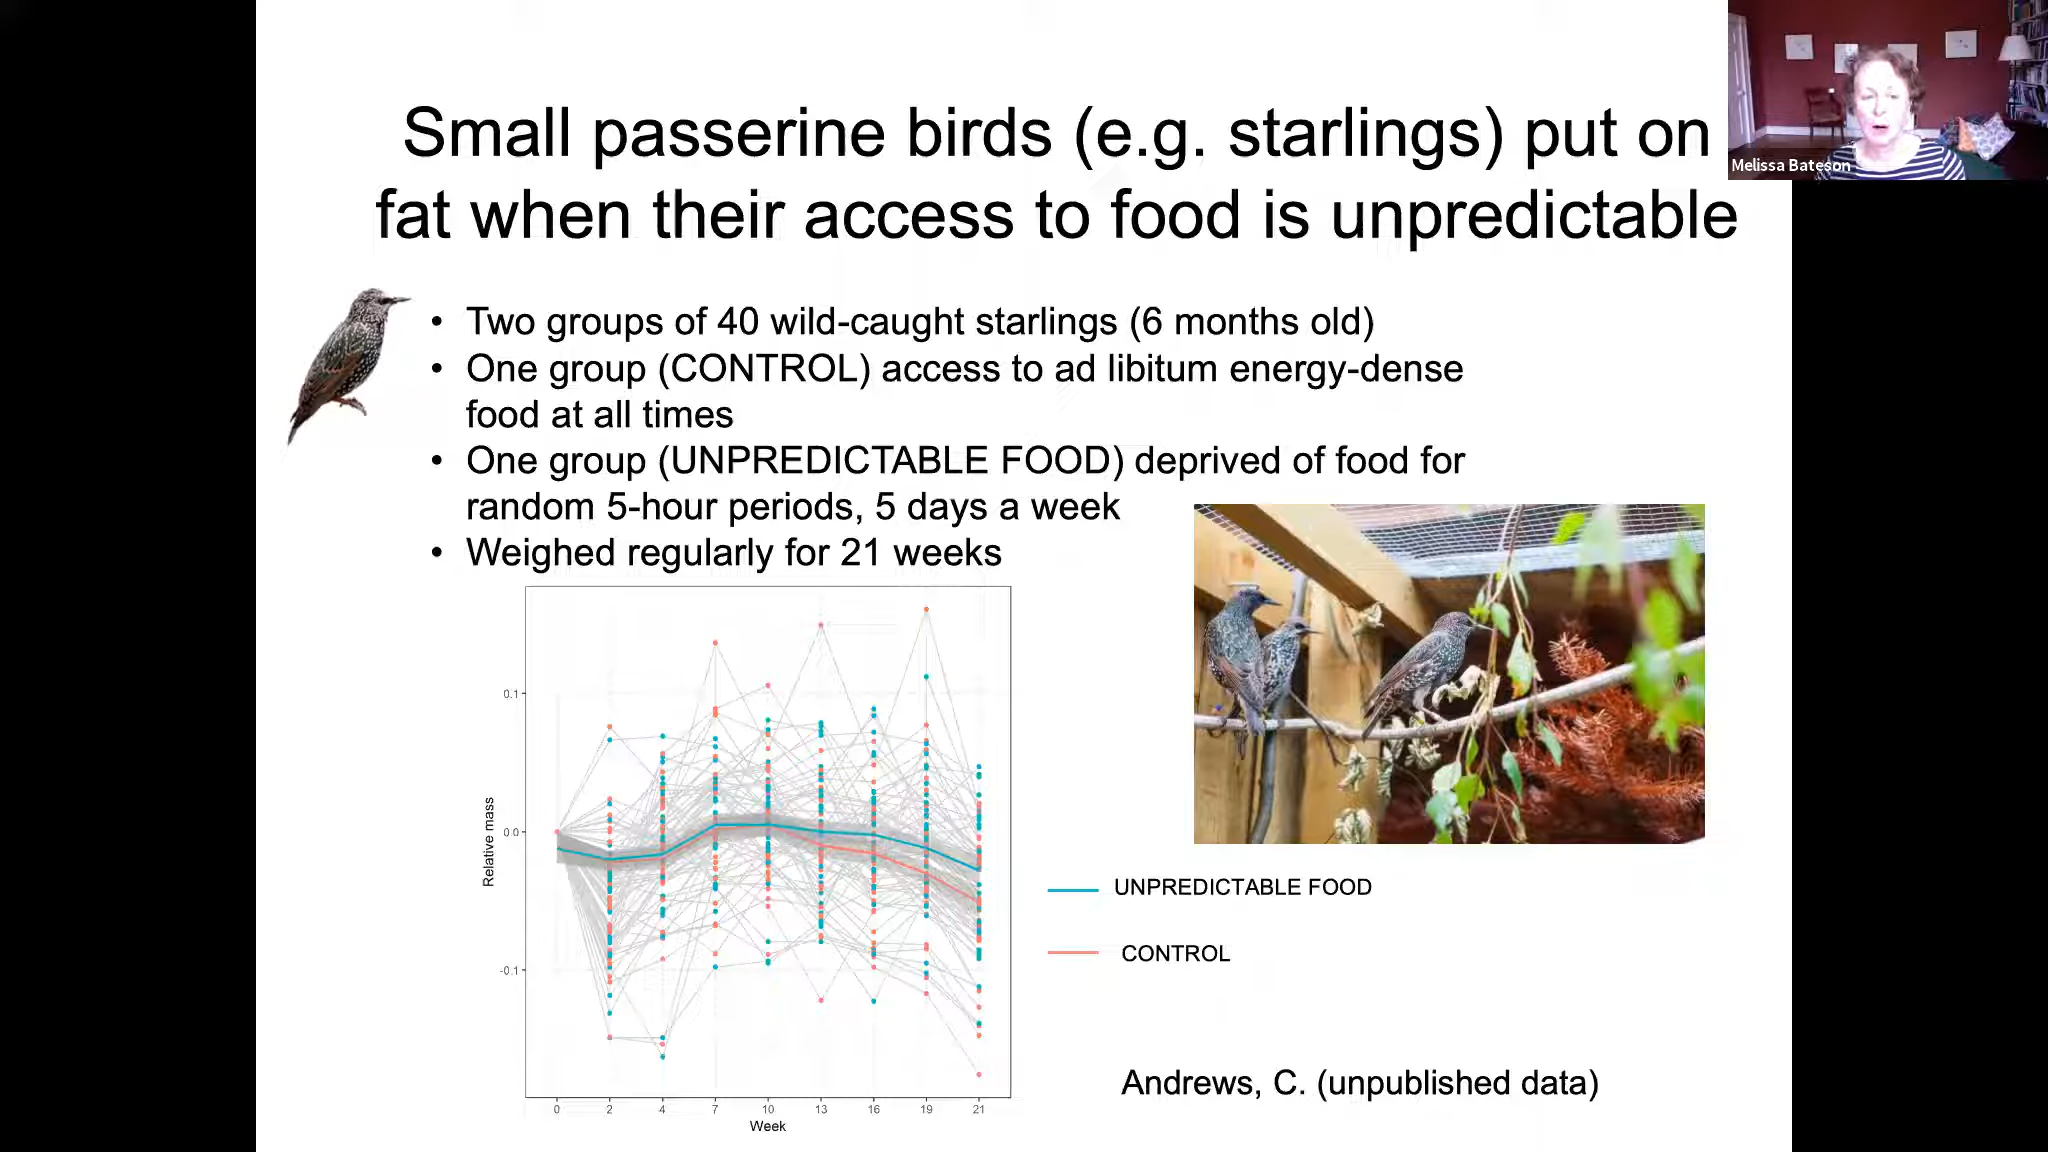 Small passerine birds (e.g. starlings) put on
fat when their access to food is unpredictable
Melissa Bateson
• Two groups of 40 wild-caught starlings (6 months old)
• One group (CONTROL) access to ad libitum energy-dense
food at all times
• One group (UNPREDICTABLE FOOD) deprived of food for
random 5-hour periods, 5 days a week
• Weighed regularly for 21 weeks
0.1
0.0
-0.1
Relative mass
0 2 4 7 10 13 16 19 21
Week
UNPREDICTABLE FOOD
CONTROL
Andrews, C. (unpublished data)